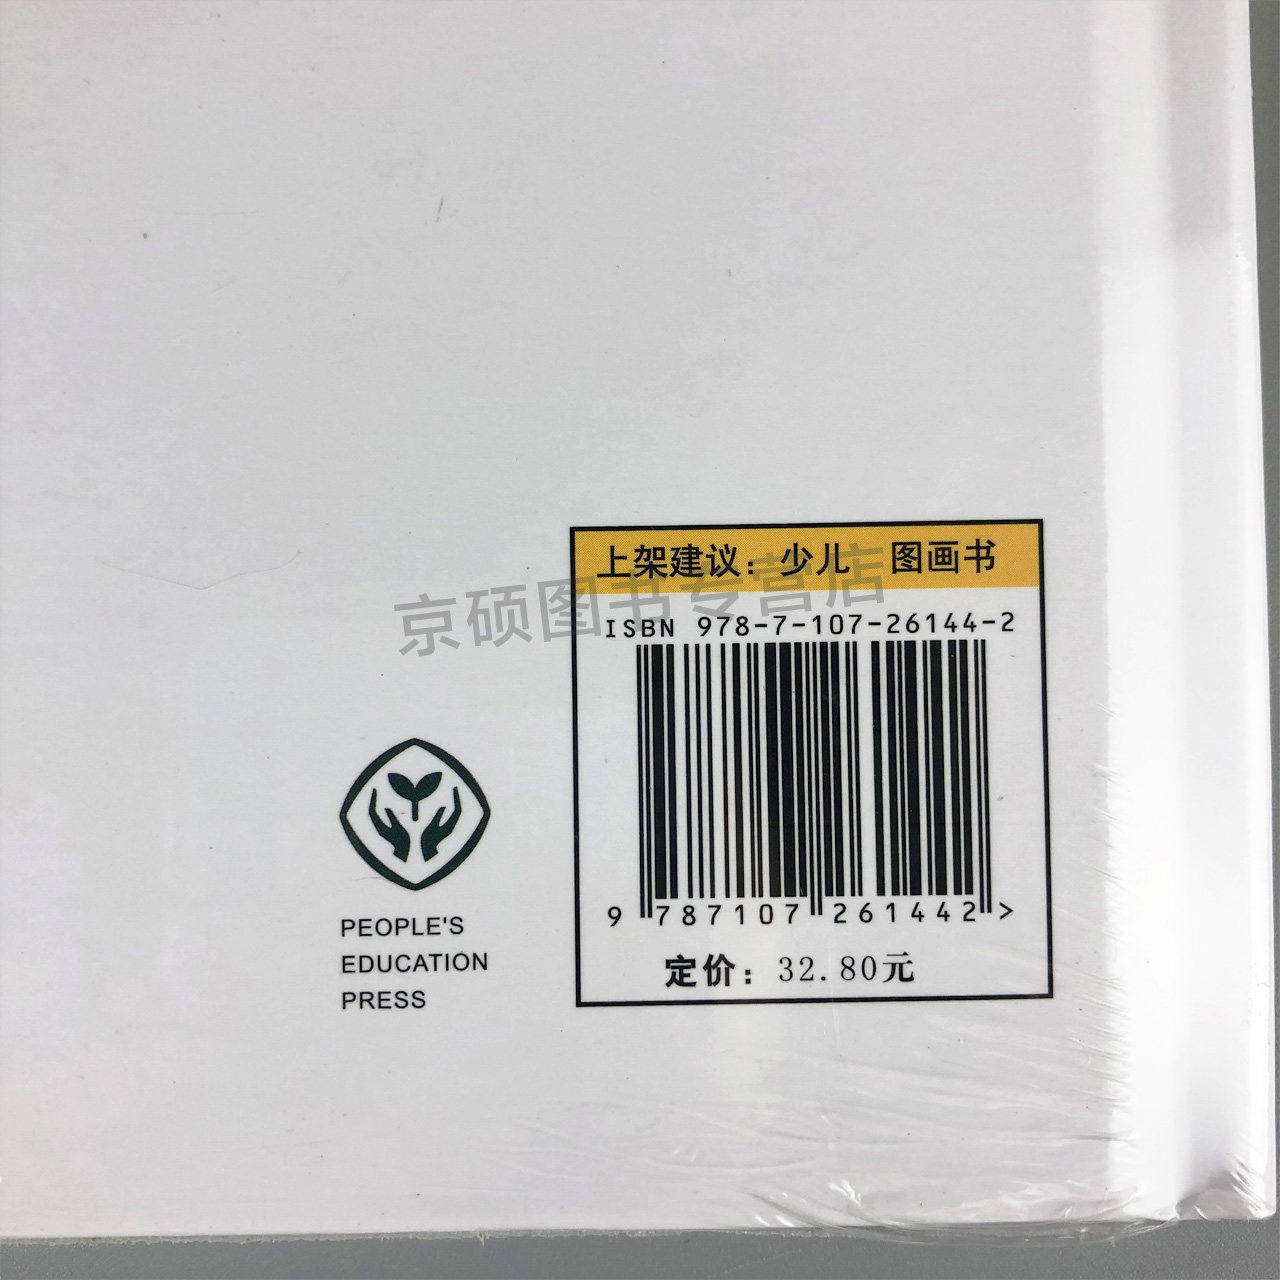 上架建议：少儿 图画书
京硕图书专营店
ISBN 978-7-107-26144-2
9 787107 261442 >
定价：32.80元
PEOPLE'S
EDUCATION
PRESS